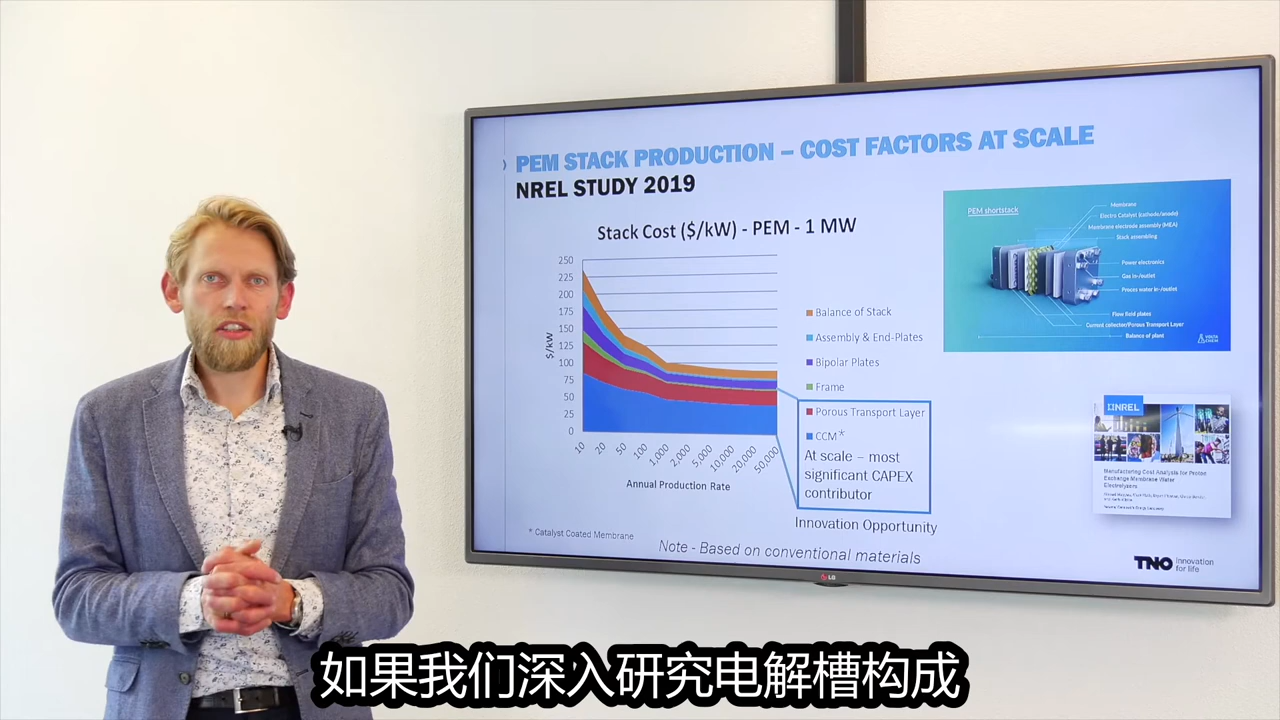 PEM STACK PRODUCTION – COST FACTORS AT SCALE
NREL STUDY 2019
Stack Cost ($/kW) - PEM - 1 MW
250
225
200
175
150
125
100
75
50
25
0
$/kW
10
20
50
100
1,000
2,000
5,000
10,000
20,000
50,000
Annual Production Rate
Balance of Stack
Assembly & End-Plates
Bipolar Plates
Frame
Porous Transport Layer
CCM*
At scale – most
significant CAPEX
contributor
Innovation Opportunity
* Catalyst Coated Membrane
Note - Based on conventional materials
PEM shortstack
Membrane
Electro Catalyst (cathode/anode)
Membrane electrode assembly (MEA)
Stack assembling
Power electronics
Gas in-/outlet
Proces water in-/outlet
Flow field plates
Current collecter/Porous Transport Layer
Balance of plant
NREL
Manufacturing Cost Analysis for Proton
Exchange Membrane Water
Electrolyzers
TNO innovation
for life
LG
如果我们深入研究电解槽构成